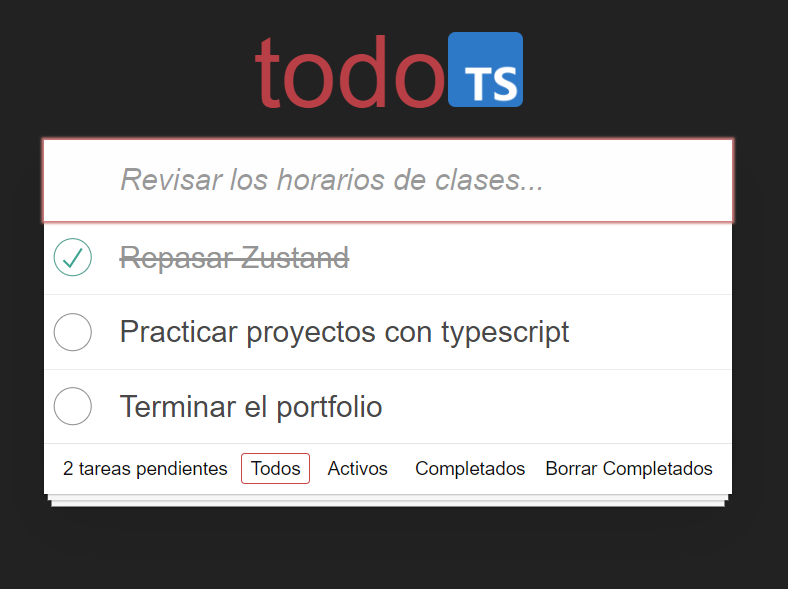 todo TS
Revisar los horarios de clases...
Repasar Zustand
Practicar proyectos con typescript
Terminar el portfolio
2 tareas pendientes Todos Activos Completados Borrar Completados